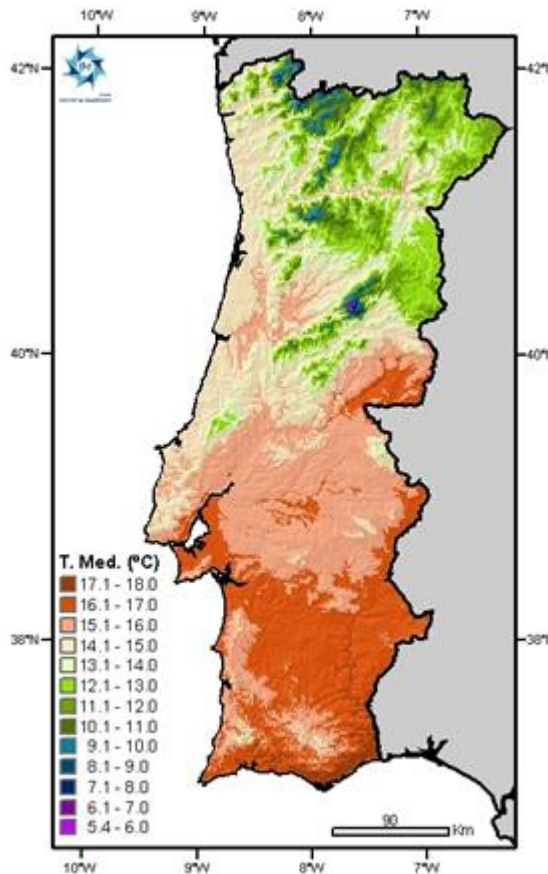 10°W 9°W 8°W 7°W
42°N 42°N
40°N 40°N
T. Med. (ºC)
17.1 - 18.0
16.1 - 17.0
15.1 - 16.0
14.1 - 15.0
13.1 - 14.0
12.1 - 13.0
11.1 - 12.0
10.1 - 11.0
9.1 - 10.0
8.1 - 9.0
7.1 - 8.0
6.1 - 7.0
5.4 - 6.0
38°N 38°N
90
Km
10°W 9°W 8°W 7°W